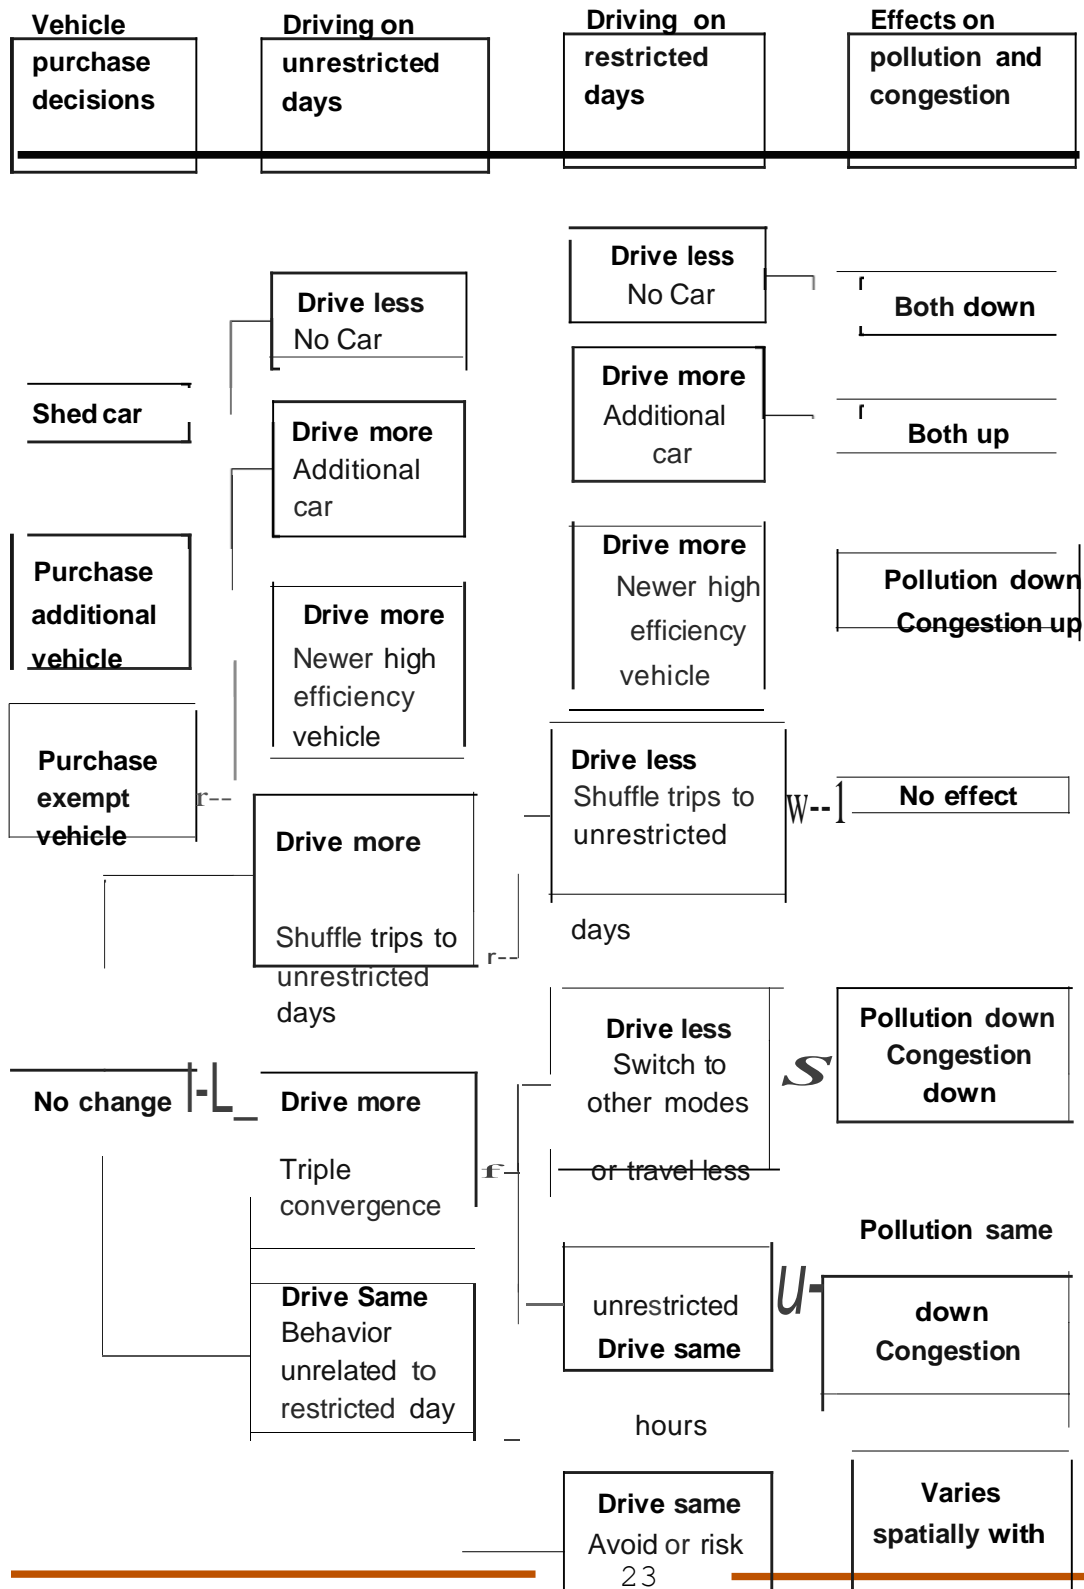 Vehicle
purchase
decisions
Driving on
unrestricted
days
Driving on
restricted
days
Effects on
pollution and
congestion
Shed car
Purchase
additional
vehicle
Purchase
exempt
vehicle
r--
No change
I-L_
Drive less
No Car
Drive more
Additional
car
Drive more
Newer high
efficiency
vehicle
Drive more
Shuffle trips to
unrestricted
days
r--
Drive more
Triple
convergence
f-
Drive Same
Behavior
unrelated to
restricted day
Drive less
No Car
Drive more
Additional
car
Drive more
Newer high
efficiency
vehicle
Drive less
Shuffle trips to
unrestricted
days
W--1
Drive less
Switch to
other modes
or travel less
s
unrestricted
Drive same
hours
U-
Drive same
Avoid or risk
Both down
Both up
Pollution down
Congestion up
No effect
Pollution down
Congestion
down
Pollution same
down
Congestion
Varies
spatially with
23